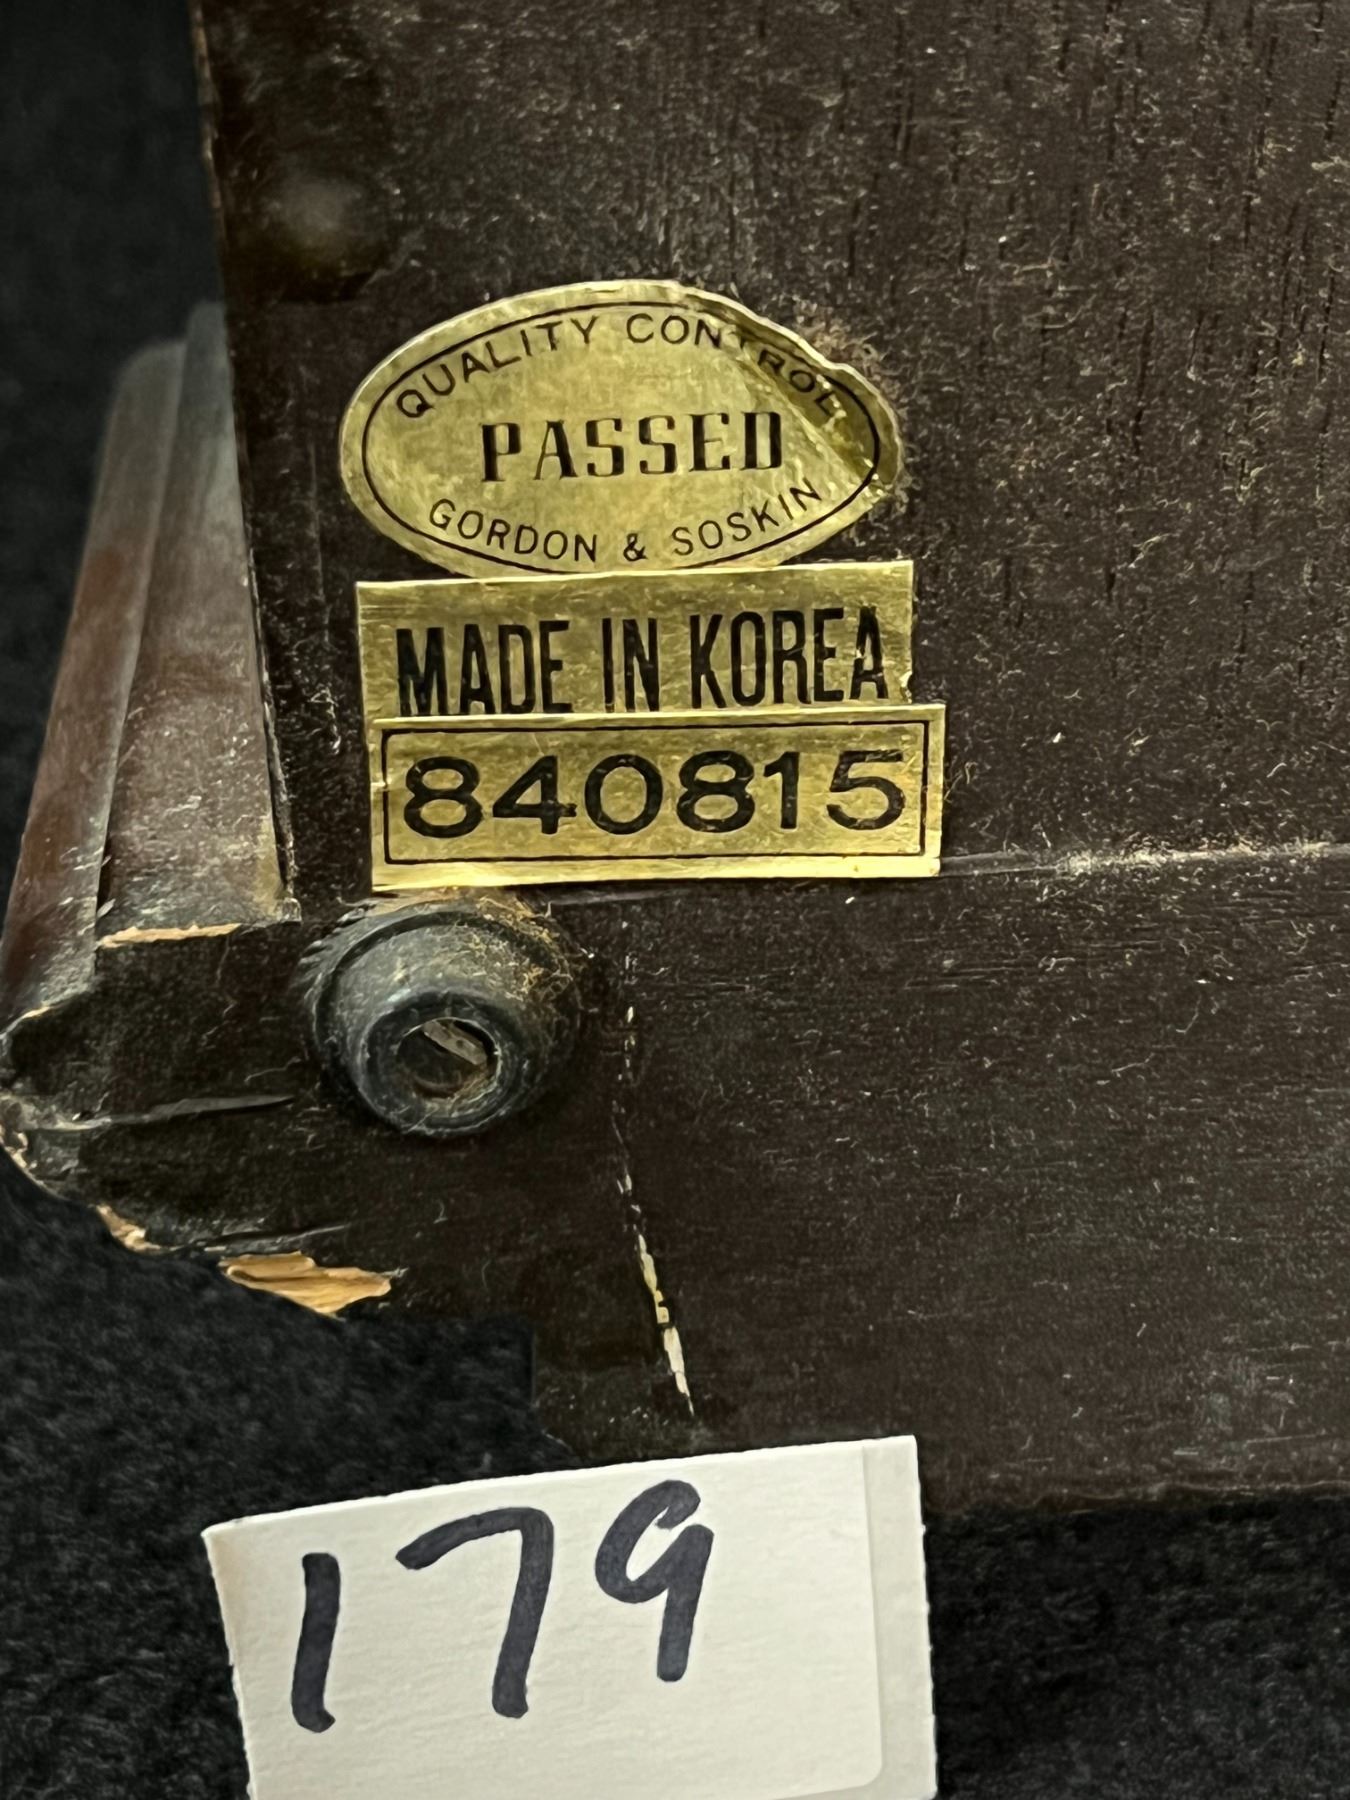 QUALITY CONTROL
PASSED
GORDON & SOSKIN
MADE IN KOREA
840815
179